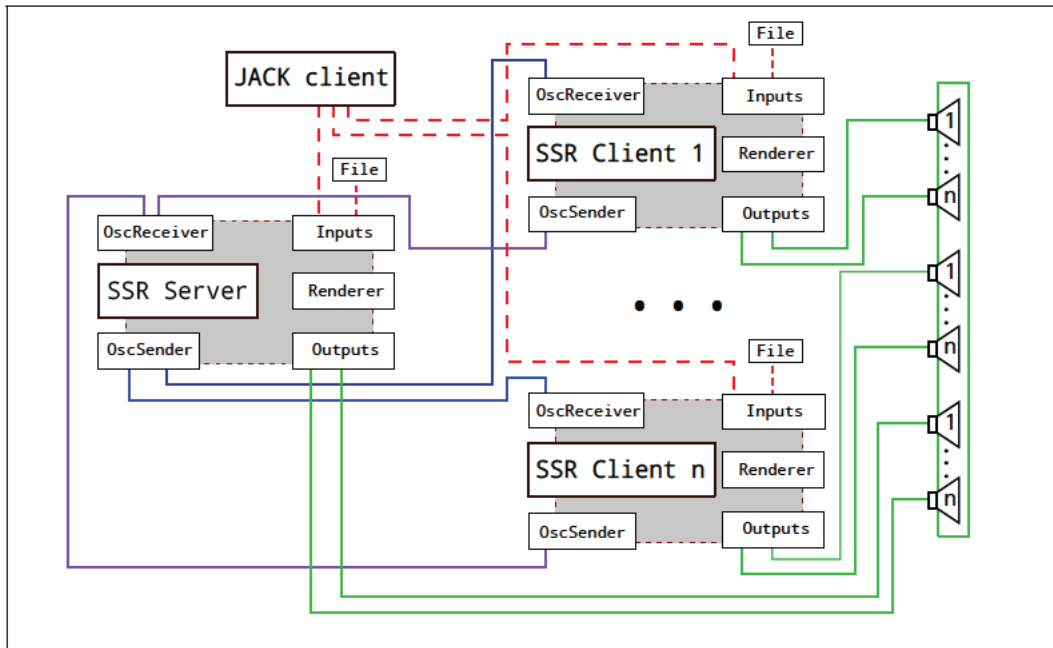 File
JACK client
OscReceiver
Inputs
1
SSR Client 1
Renderer
File
n
OscSender
Outputs
OscReceiver
Inputs
1
SSR Server
Renderer
OscSender
Outputs
File
n
OscReceiver
Inputs
1
SSR Client n
Renderer
n
OscSender
Outputs